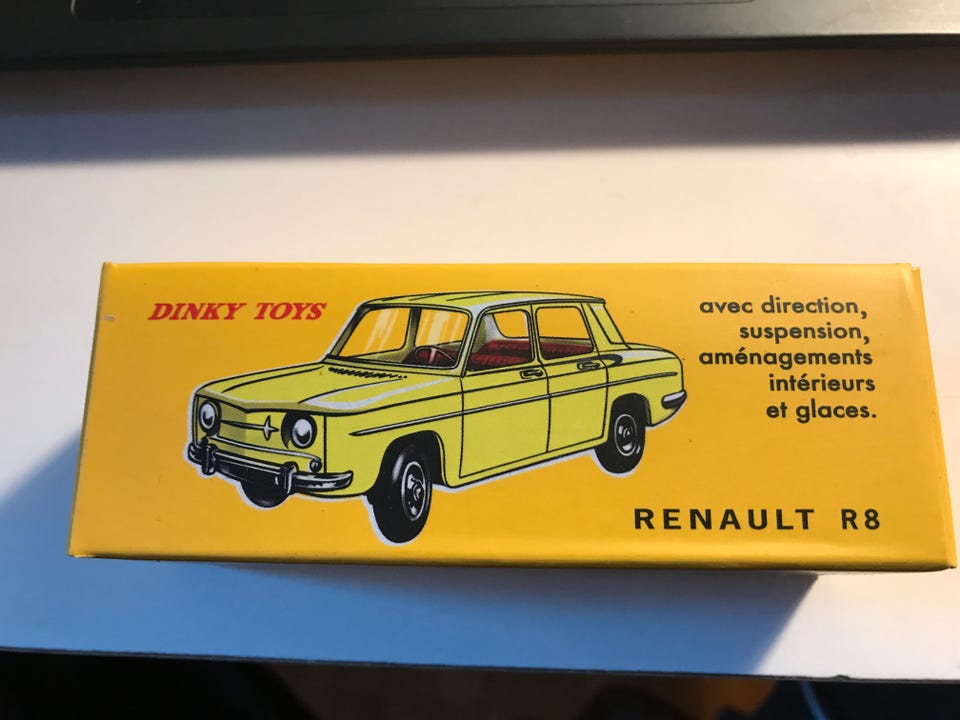 DINKY TOYS
avec direction,
suspension,
aménagements
intérieurs
et glaces.
RENAULT R8